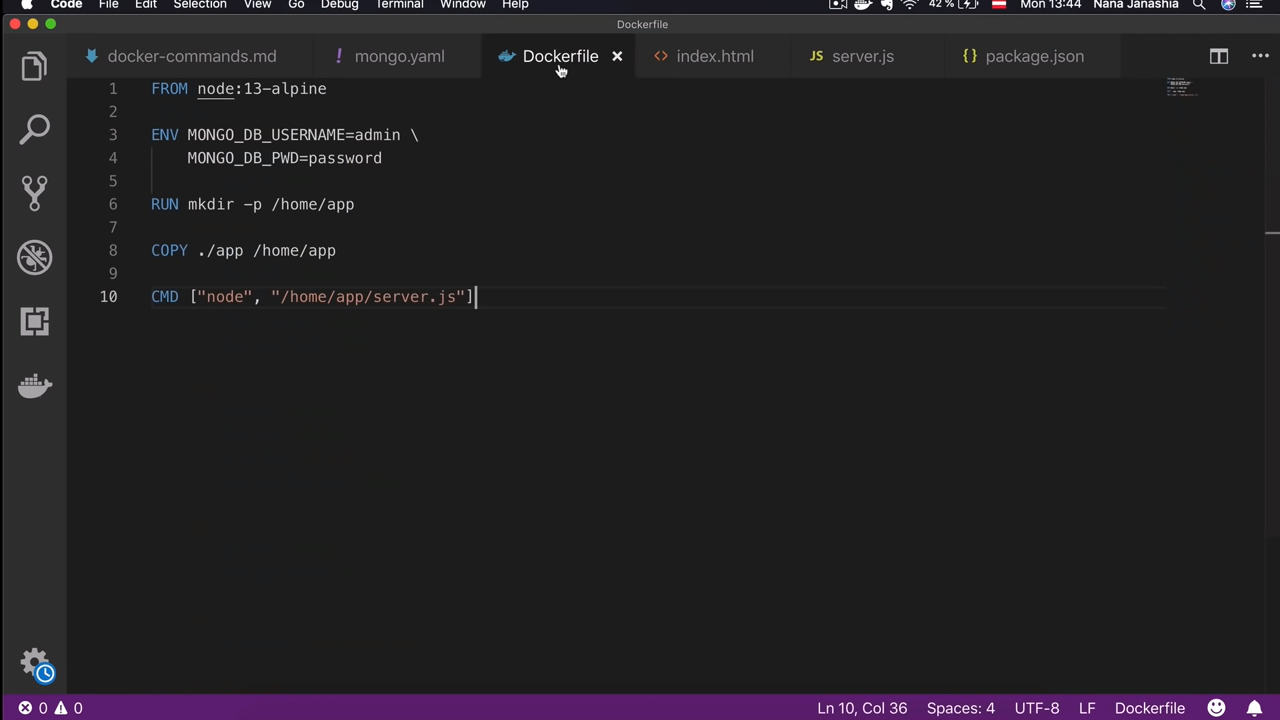 Code File Edit Selection View Go Debug Terminal Window Help 42 % Mon 13:44 Nana Janashia
Dockerfile
docker-commands.md ! mongo.yaml Dockerfile × <> index.html JS server.js {} package.json
1 FROM node:13-alpine
2
3 ENV MONGO_DB_USERNAME=admin \
4 MONGO_DB_PWD=password
5
6 RUN mkdir -p /home/app
7
8 COPY ./app /home/app
9
10 CMD ["node", "/home/app/server.js"]
0 0 Ln 10, Col 36 Spaces: 4 UTF-8 LF Dockerfile